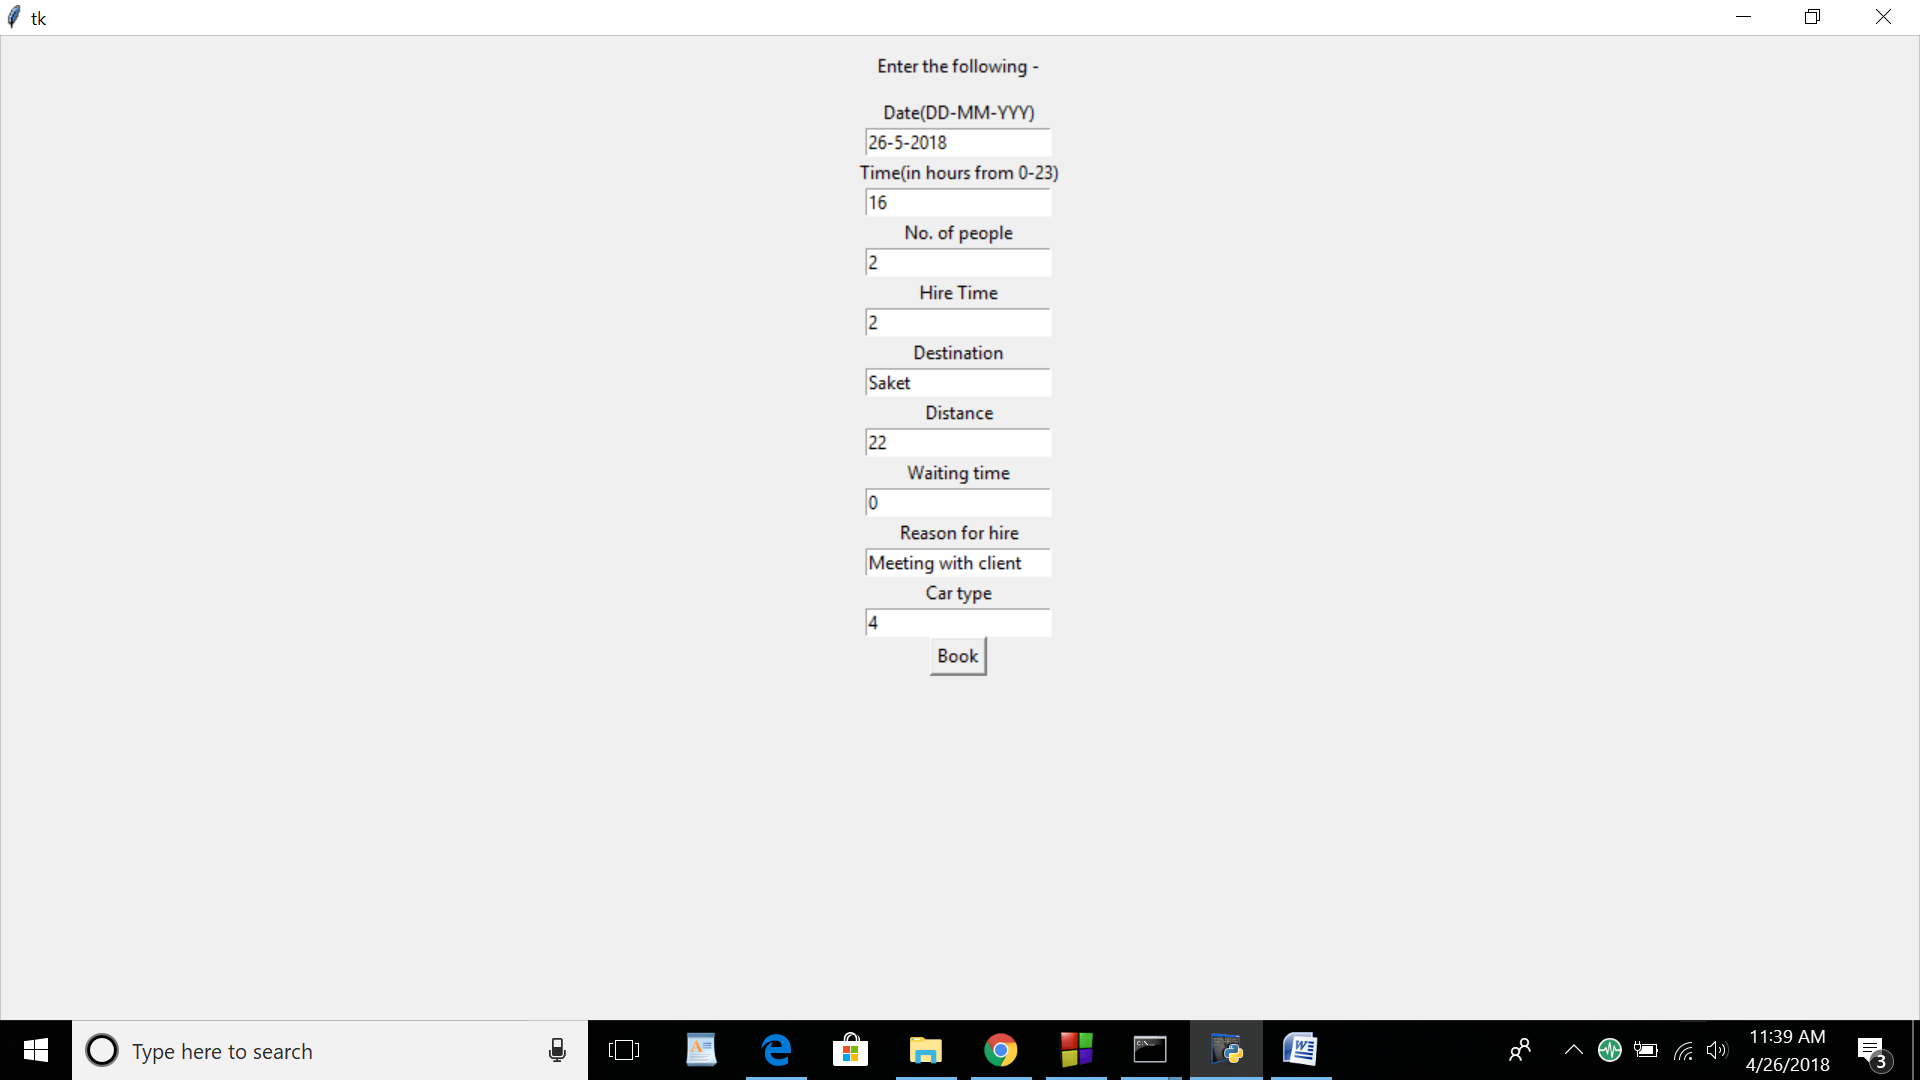 tk
Enter the following -
Date(DD-MM-YYY)
26-5-2018
Time(in hours from 0-23)
16
No. of people
2
Hire Time
2
Destination
Saket
Distance
22
Waiting time
0
Reason for hire
Meeting with client
Car type
4
Book
Type here to search
11:39 AM
4/26/2018
3